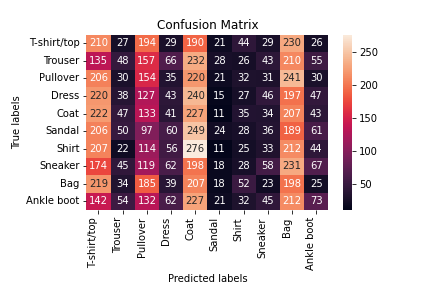 Confusion Matrix
T-shirt/top 210 27 194 29 190 21 44 29 230 26
Trouser 135 48 157 66 232 28 26 43 210 55
Pullover 206 30 154 35 220 21 32 31 241 30
Dress 220 38 127 43 240 15 27 46 197 47
Coat 222 47 133 41 227 11 35 34 207 43
Sandal 206 50 97 60 249 24 28 36 189 61
Shirt 207 22 114 56 276 11 25 33 212 44
Sneaker 174 45 119 62 198 18 28 58 231 67
Bag 219 34 185 39 207 18 52 23 198 25
Ankle boot 142 54 132 62 227 21 32 45 212 73
T-shirt/top Trouser Pullover Dress Coat Sandal Shirt Sneaker Bag Ankle boot
Predicted labels
True labels
250
200
150
100
50